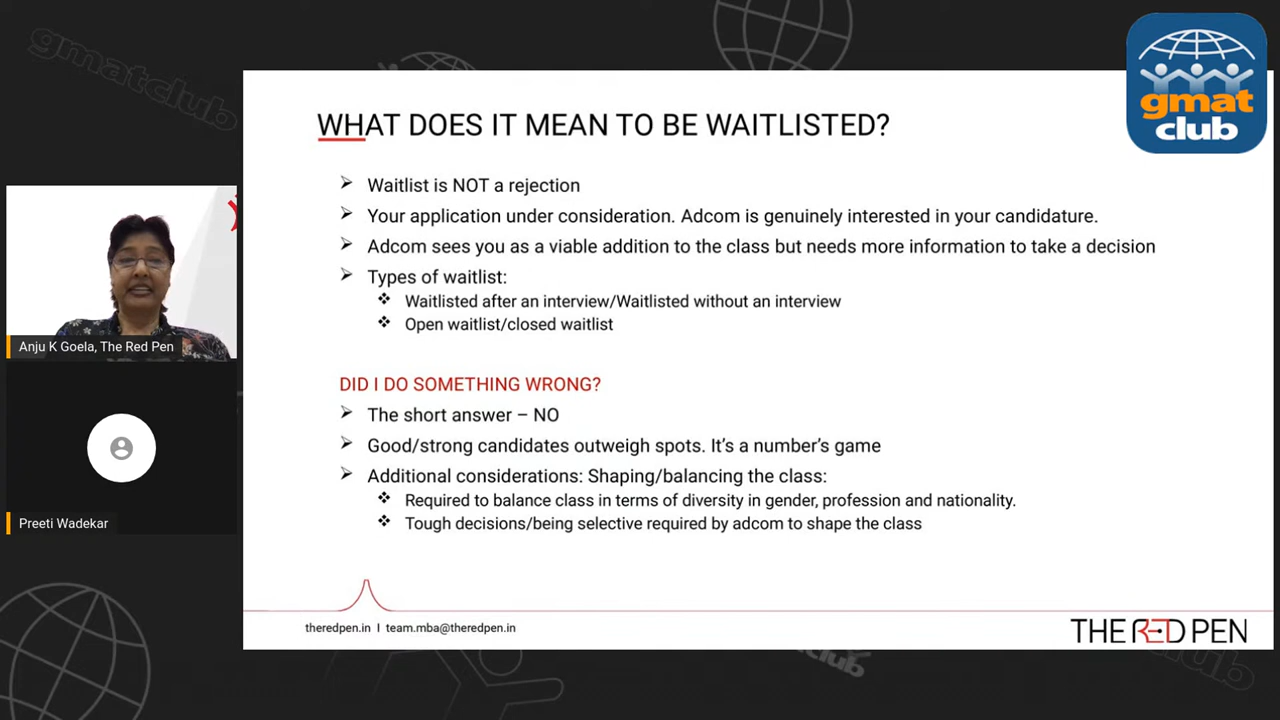 gmatclub
gmat
club
WHAT DOES IT MEAN TO BE WAITLISTED?
Waitlist is NOT a rejection
Your application under consideration. Adcom is genuinely interested in your candidature.
Adcom sees you as a viable addition to the class but needs more information to take a decision
Types of waitlist:
Waitlisted after an interview/Waitlisted without an interview
Open waitlist/closed waitlist
Anju K Goela, The Red Pen
DID I DO SOMETHING WRONG?
The short answer – NO
Good/strong candidates outweigh spots. It's a number's game
Additional considerations: Shaping/balancing the class:
Required to balance class in terms of diversity in gender, profession and nationality.
Tough decisions/being selective required by adcom to shape the class
Preeti Wadekar
theredpen.in I team.mba@theredpen.in
THE RED PEN
club